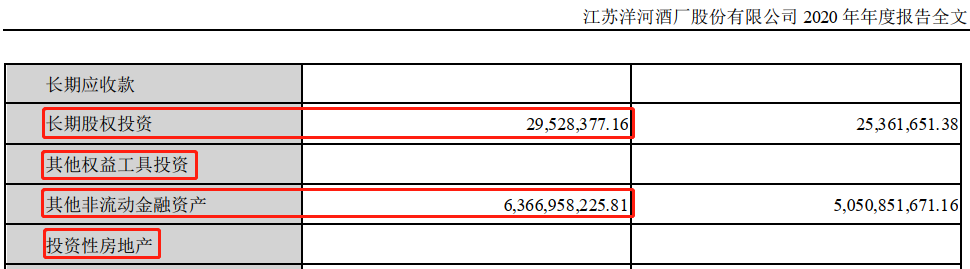 江苏洋河酒厂股份有限公司 2020 年年度报告全文
长期应收款
长期股权投资 29,528,377.16 25,361,651.38
其他权益工具投资
其他非流动金融资产 6,366,958,225.81 5,050,851,671.16
投资性房地产